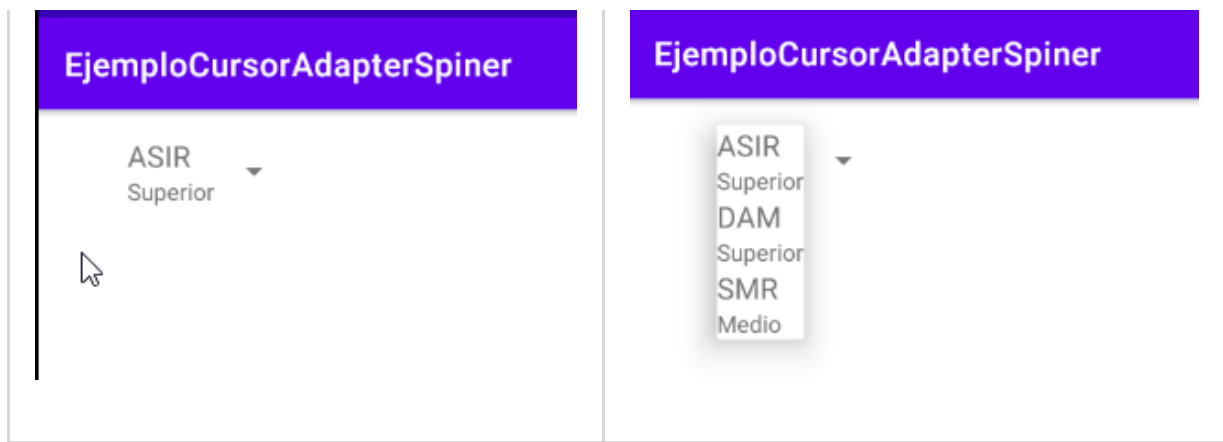 EjemploCursorAdapterSpiner
ASIR
Superior
EjemploCursorAdapterSpiner
ASIR
Superior
DAM
Superior
SMR
Medio